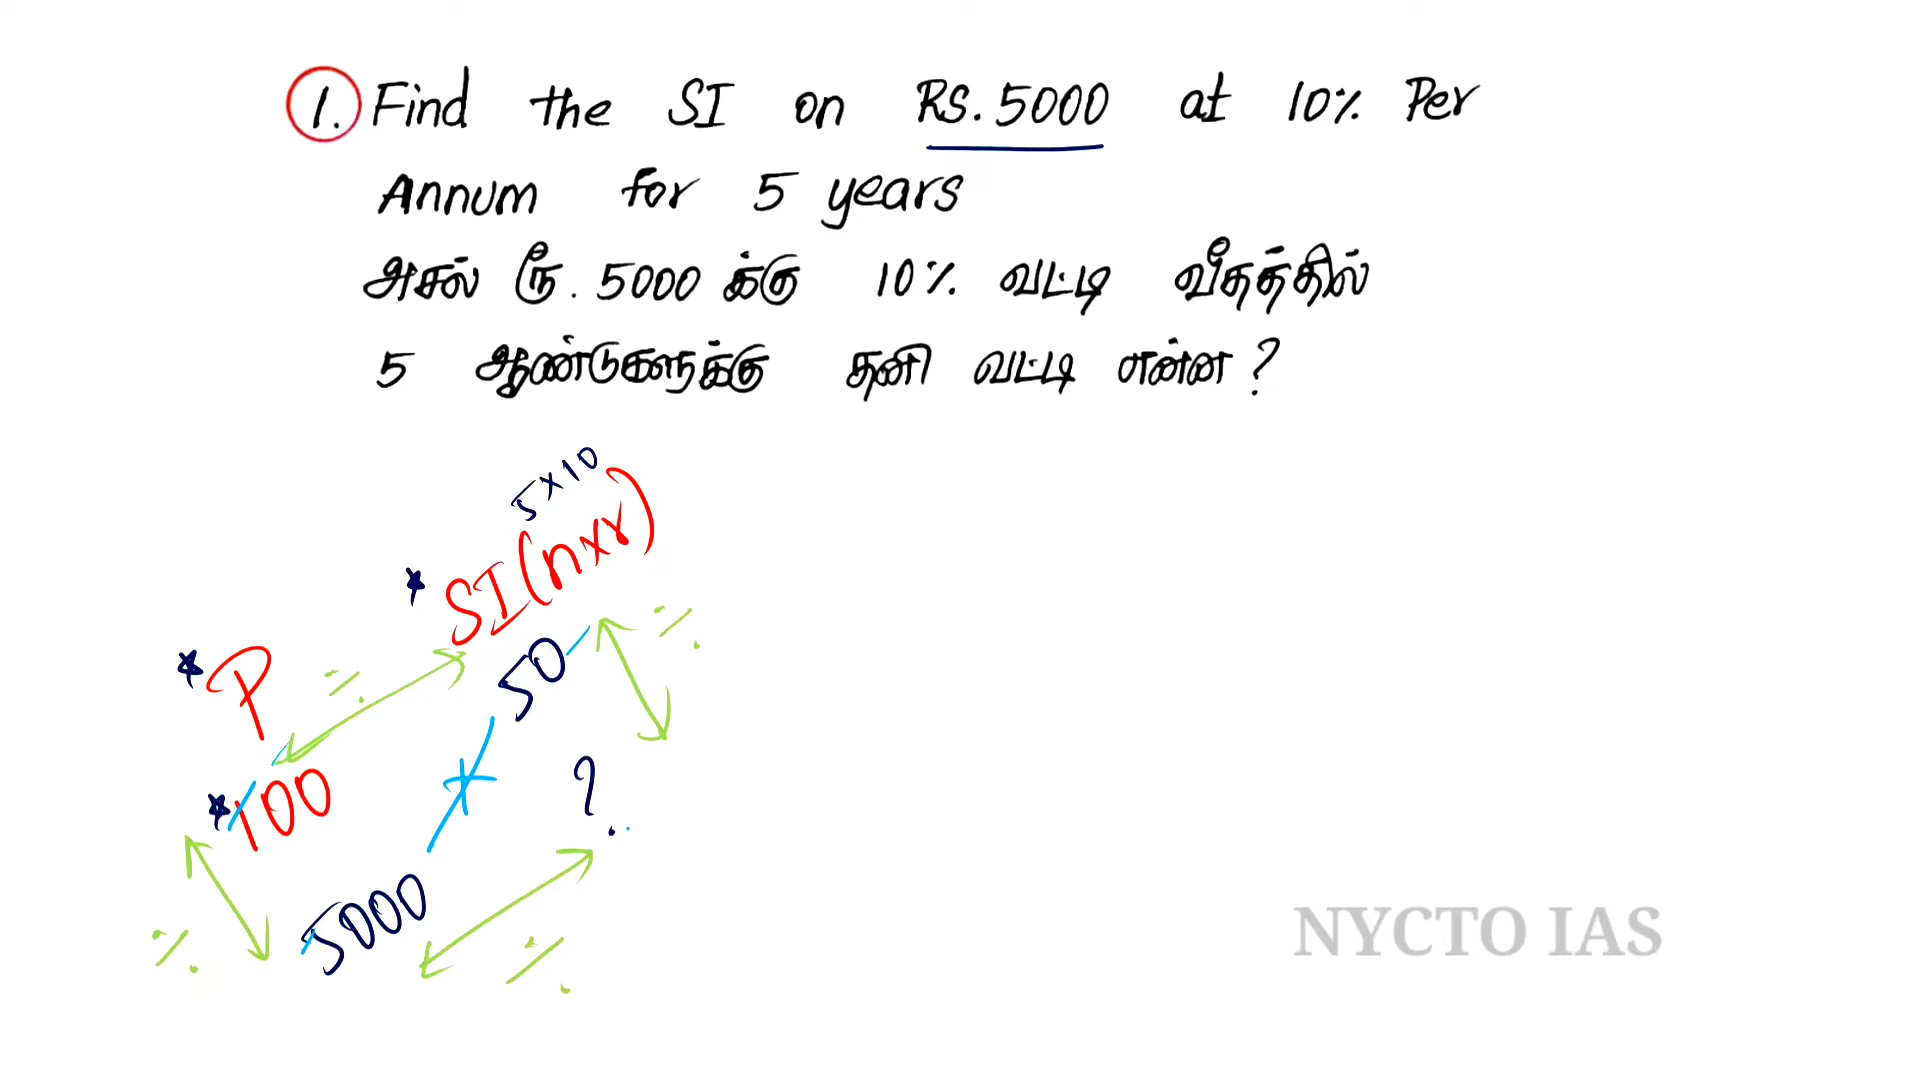 1. Find the SI on RS. 5000 at 10% Per
Annum for 5 years
அசல் ரூ. 5000 க்கு 10% வட்டி வீதத்தில்
5 ஆண்டுகளுக்கு தனி வட்டி என்ன?
5×10
* SI(n×r)
* P % 50 %
* 100 ?
% 5000 %
NYCTO IAS